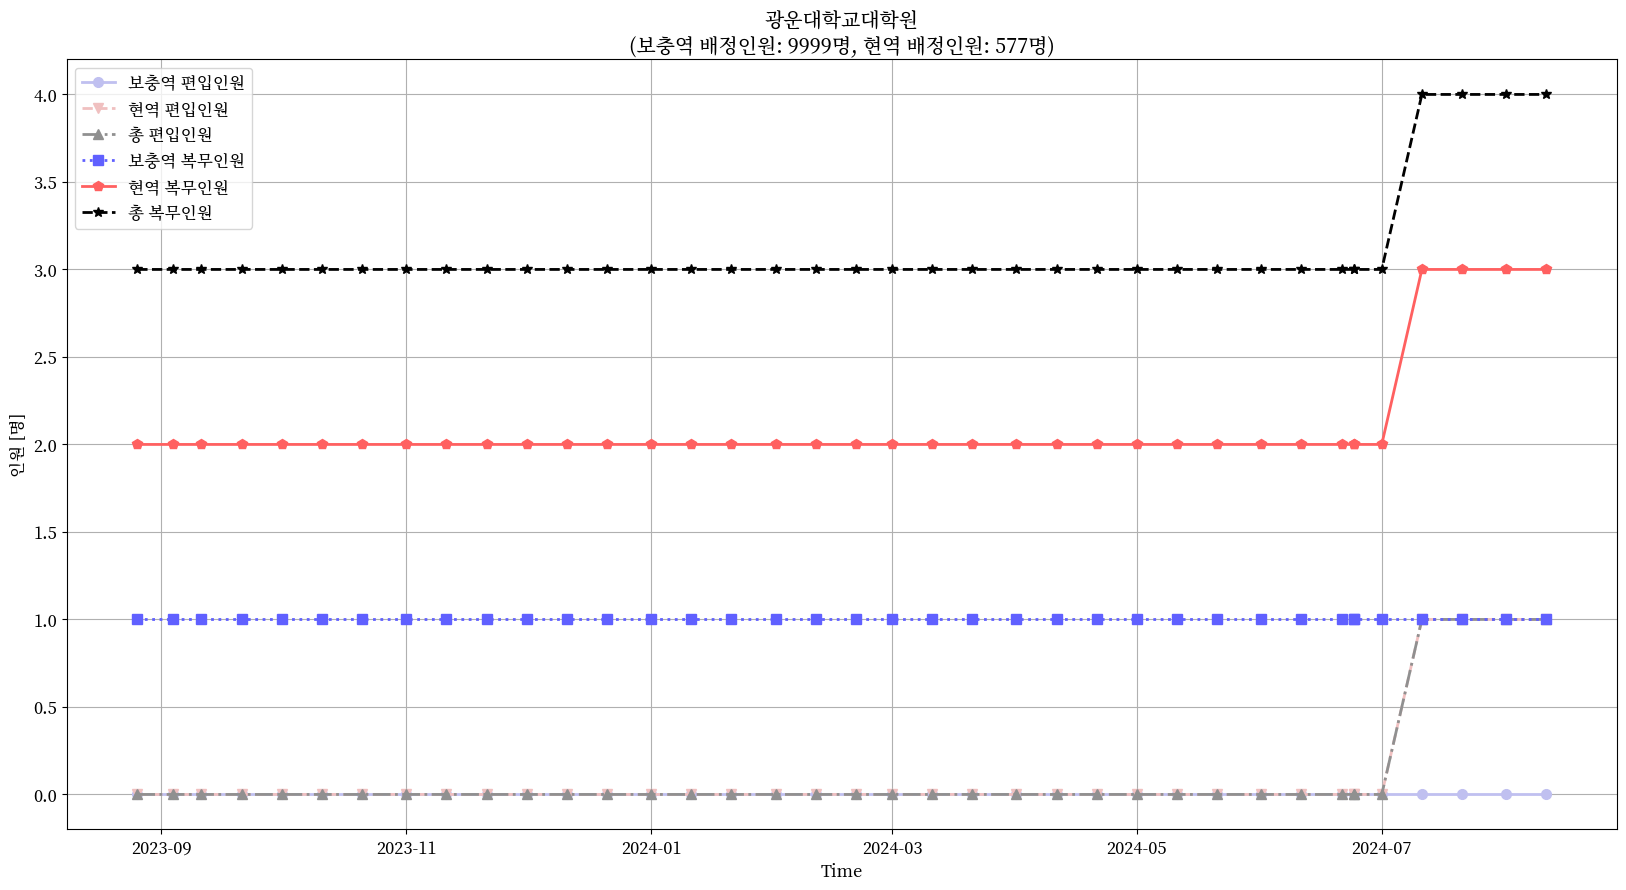 광운대학교대학원
(보충역 배정인원: 9999명, 현역 배정인원: 577명)
보충역 편입인원
현역 편입인원
총 편입인원
보충역 복무인원
현역 복무인원
총 복무인원
4.0
3.5
3.0
2.5
2.0
1.5
1.0
0.5
0.0
인원 [명]
2023-09
2023-11
2024-01
2024-03
2024-05
2024-07
Time